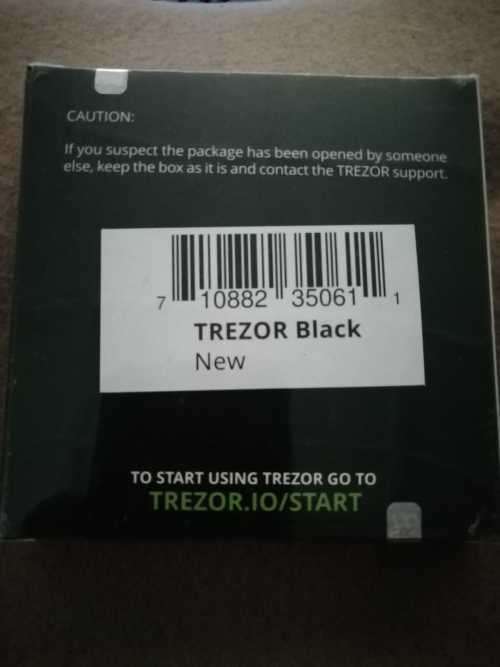 CAUTION:
If you suspect the package has been opened by someone
else, keep the box as it is and contact the TREZOR support.
7 10882 35061 1
TREZOR Black
New
TO START USING TREZOR GO TO
TREZOR.IO/START